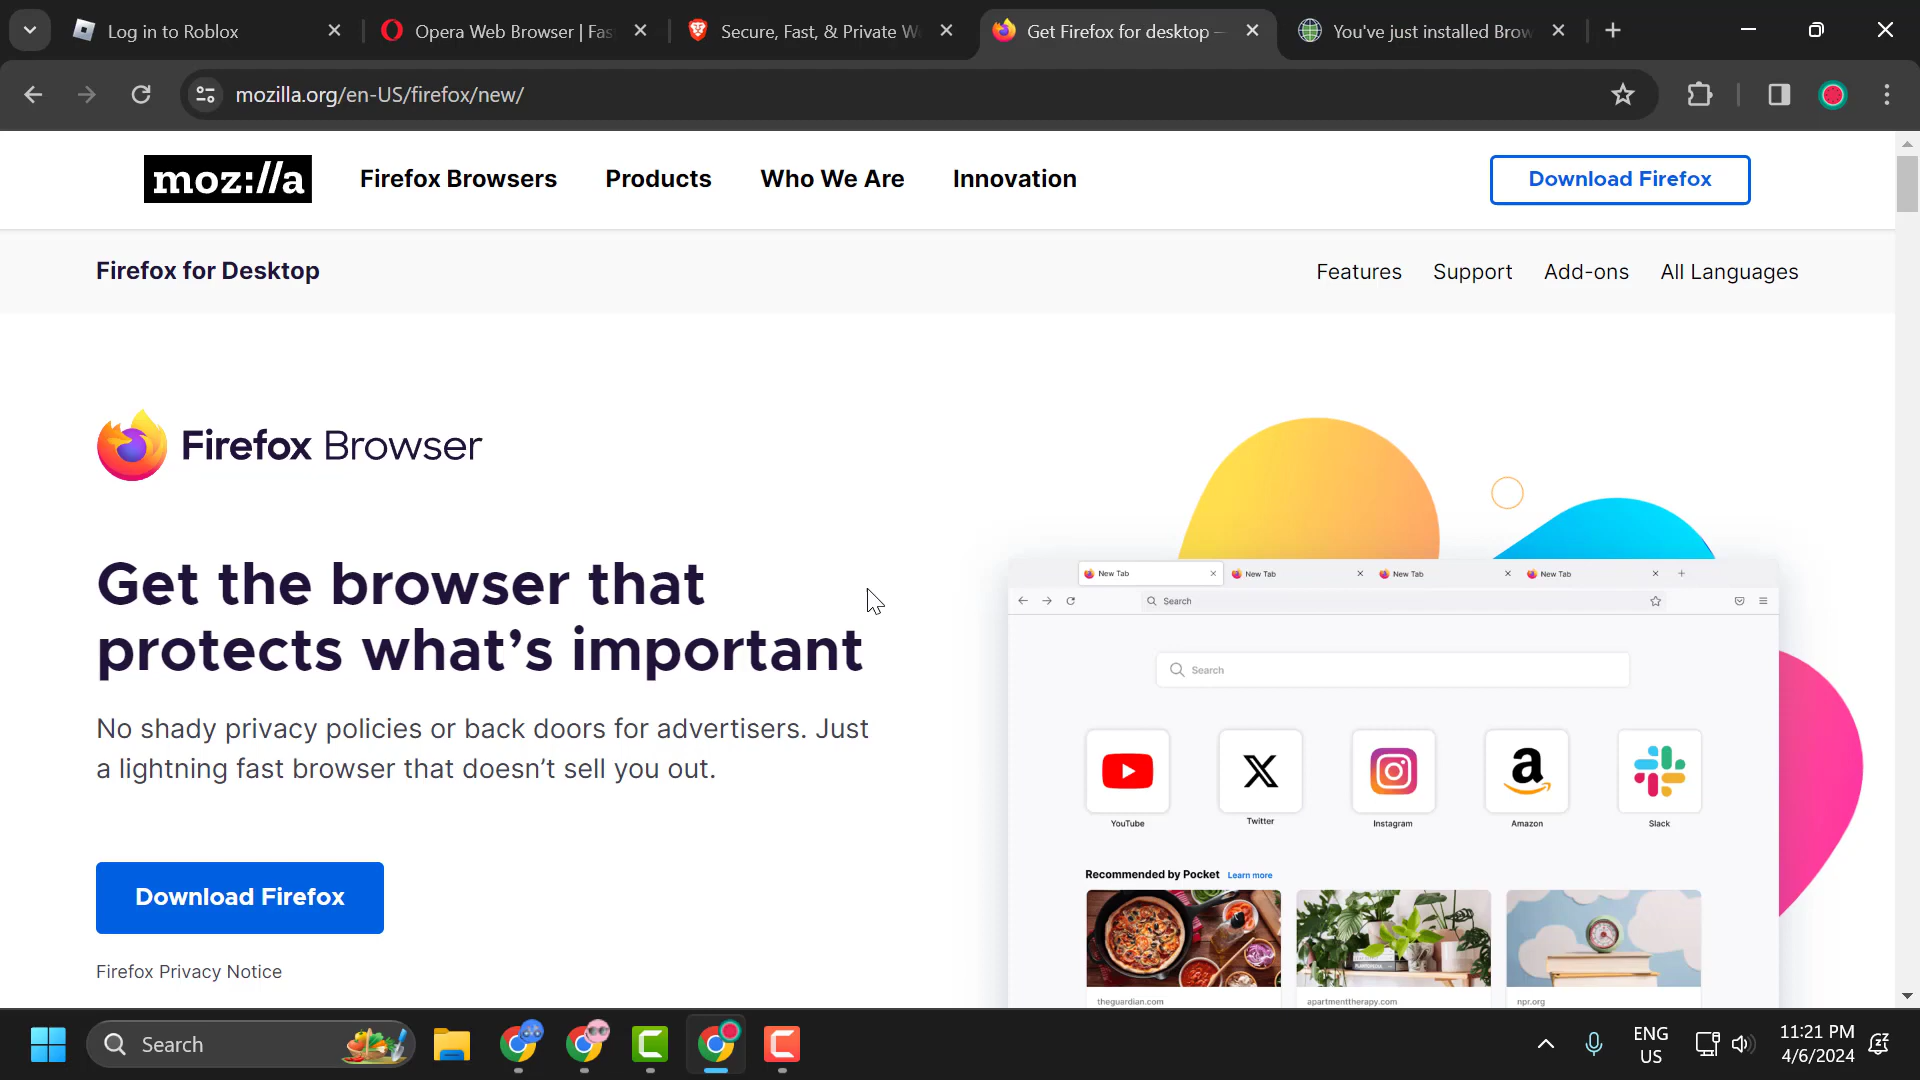 Log in to Roblox
Opera Web Browser | Fas
Secure, Fast, & Private W
Get Firefox for desktop —
You've just installed Brow
mozilla.org/en-US/firefox/new/
moz://a
Firefox Browsers
Products
Who We Are
Innovation
Download Firefox
Firefox for Desktop
Features
Support
Add-ons
All Languages
Firefox Browser
Get the browser that
protects what’s important
No shady privacy policies or back doors for advertisers. Just
a lightning fast browser that doesn’t sell you out.
Download Firefox
Firefox Privacy Notice
New Tab
New Tab
New Tab
New Tab
Search
Search
YouTube
Twitter
Instagram
Amazon
Slack
Recommended by Pocket Learn more
theguardian.com
apartmenttherapy.com
npr.org
Search
ENG
US
11:21 PM
4/6/2024